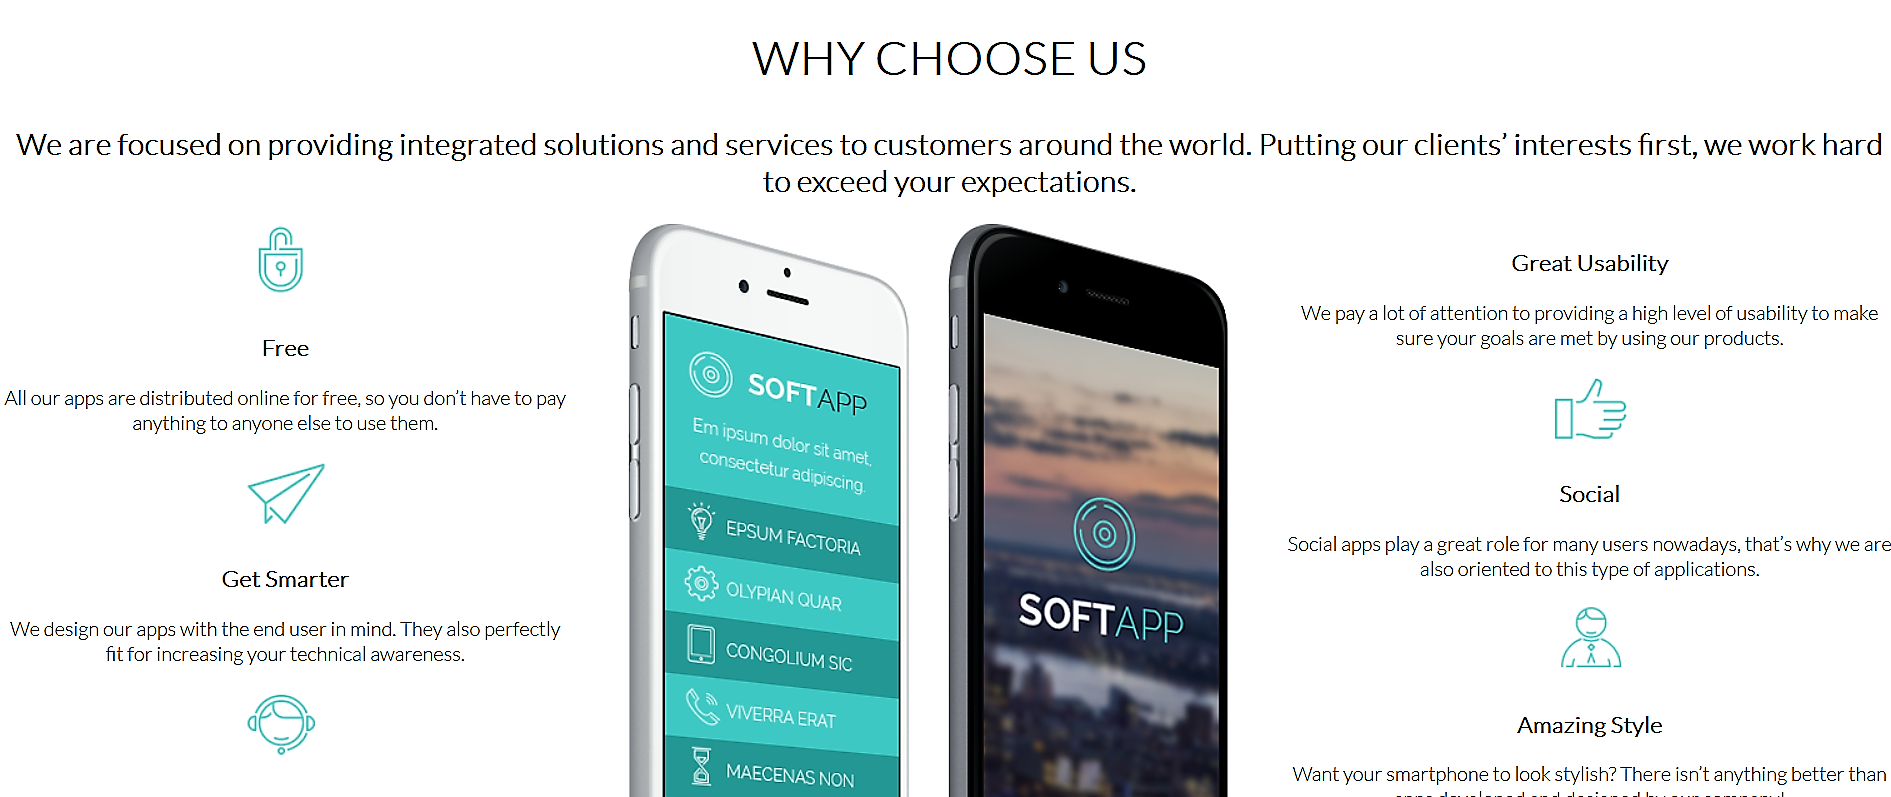 WHY CHOOSE US
We are focused on providing integrated solutions and services to customers around the world. Putting our clients’ interests first, we work hard
to exceed your expectations.
Free
All our apps are distributed online for free, so you don’t have to pay
anything to anyone else to use them.
Get Smarter
We design our apps with the end user in mind. They also perfectly
fit for increasing your technical awareness.
SOFTAPP
Em ipsum dolor sit amet,
consectetur adipiscing.
EPSUM FACTORIA
OLYPIAN QUAR
CONGOLIUM SIC
VIVERRA ERAT
MAECENAS NON
SOFTAPP
Great Usability
We pay a lot of attention to providing a high level of usability to make
sure your goals are met by using our products.
Social
Social apps play a great role for many users nowadays, that’s why we are
also oriented to this type of applications.
Amazing Style
Want your smartphone to look stylish? There isn’t anything better than
apps developed and designed by our company!